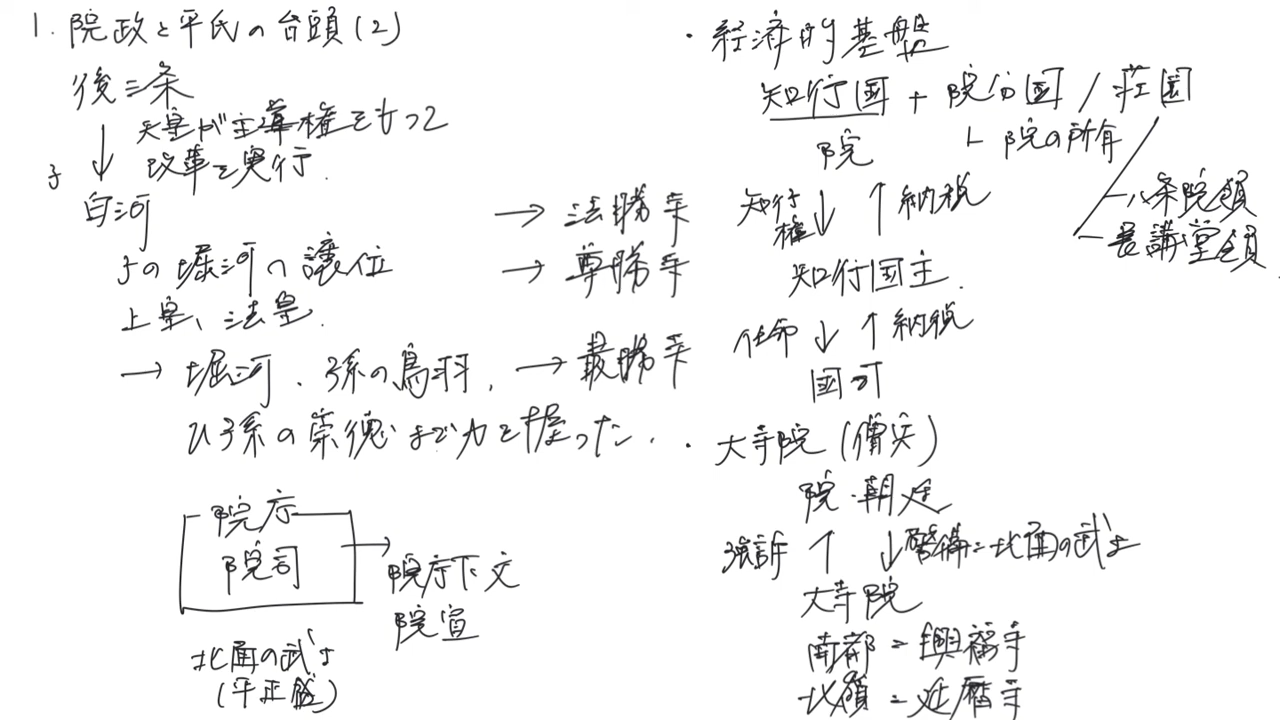 1. 院政と平氏の台頭(2)
後三条
↓ 天皇が主導権をもって
改革を実行.
子
白河
子の堀河へ譲位
上皇、法皇.
→ 堀河、孫の鳥羽、
ひ孫の崇徳まで力を握った.
→ 法勝寺
→ 尊勝寺
→ 最勝寺
院庁
院司
→ 院庁下文
院宣
北面の武士
(平正盛)
・経済的基盤
知行国 + 院分国 / 荘園
院
院の所有
八条院領
長講堂領
知行権 ↓ ↑ 納税
知行国主.
任命 ↓ ↑ 納税
国司
・大寺院 (僧兵)
院・朝廷
強訴 ↑ ↓ 警備=北面の武士
大寺院
南都 = 興福寺
北嶺 = 延暦寺